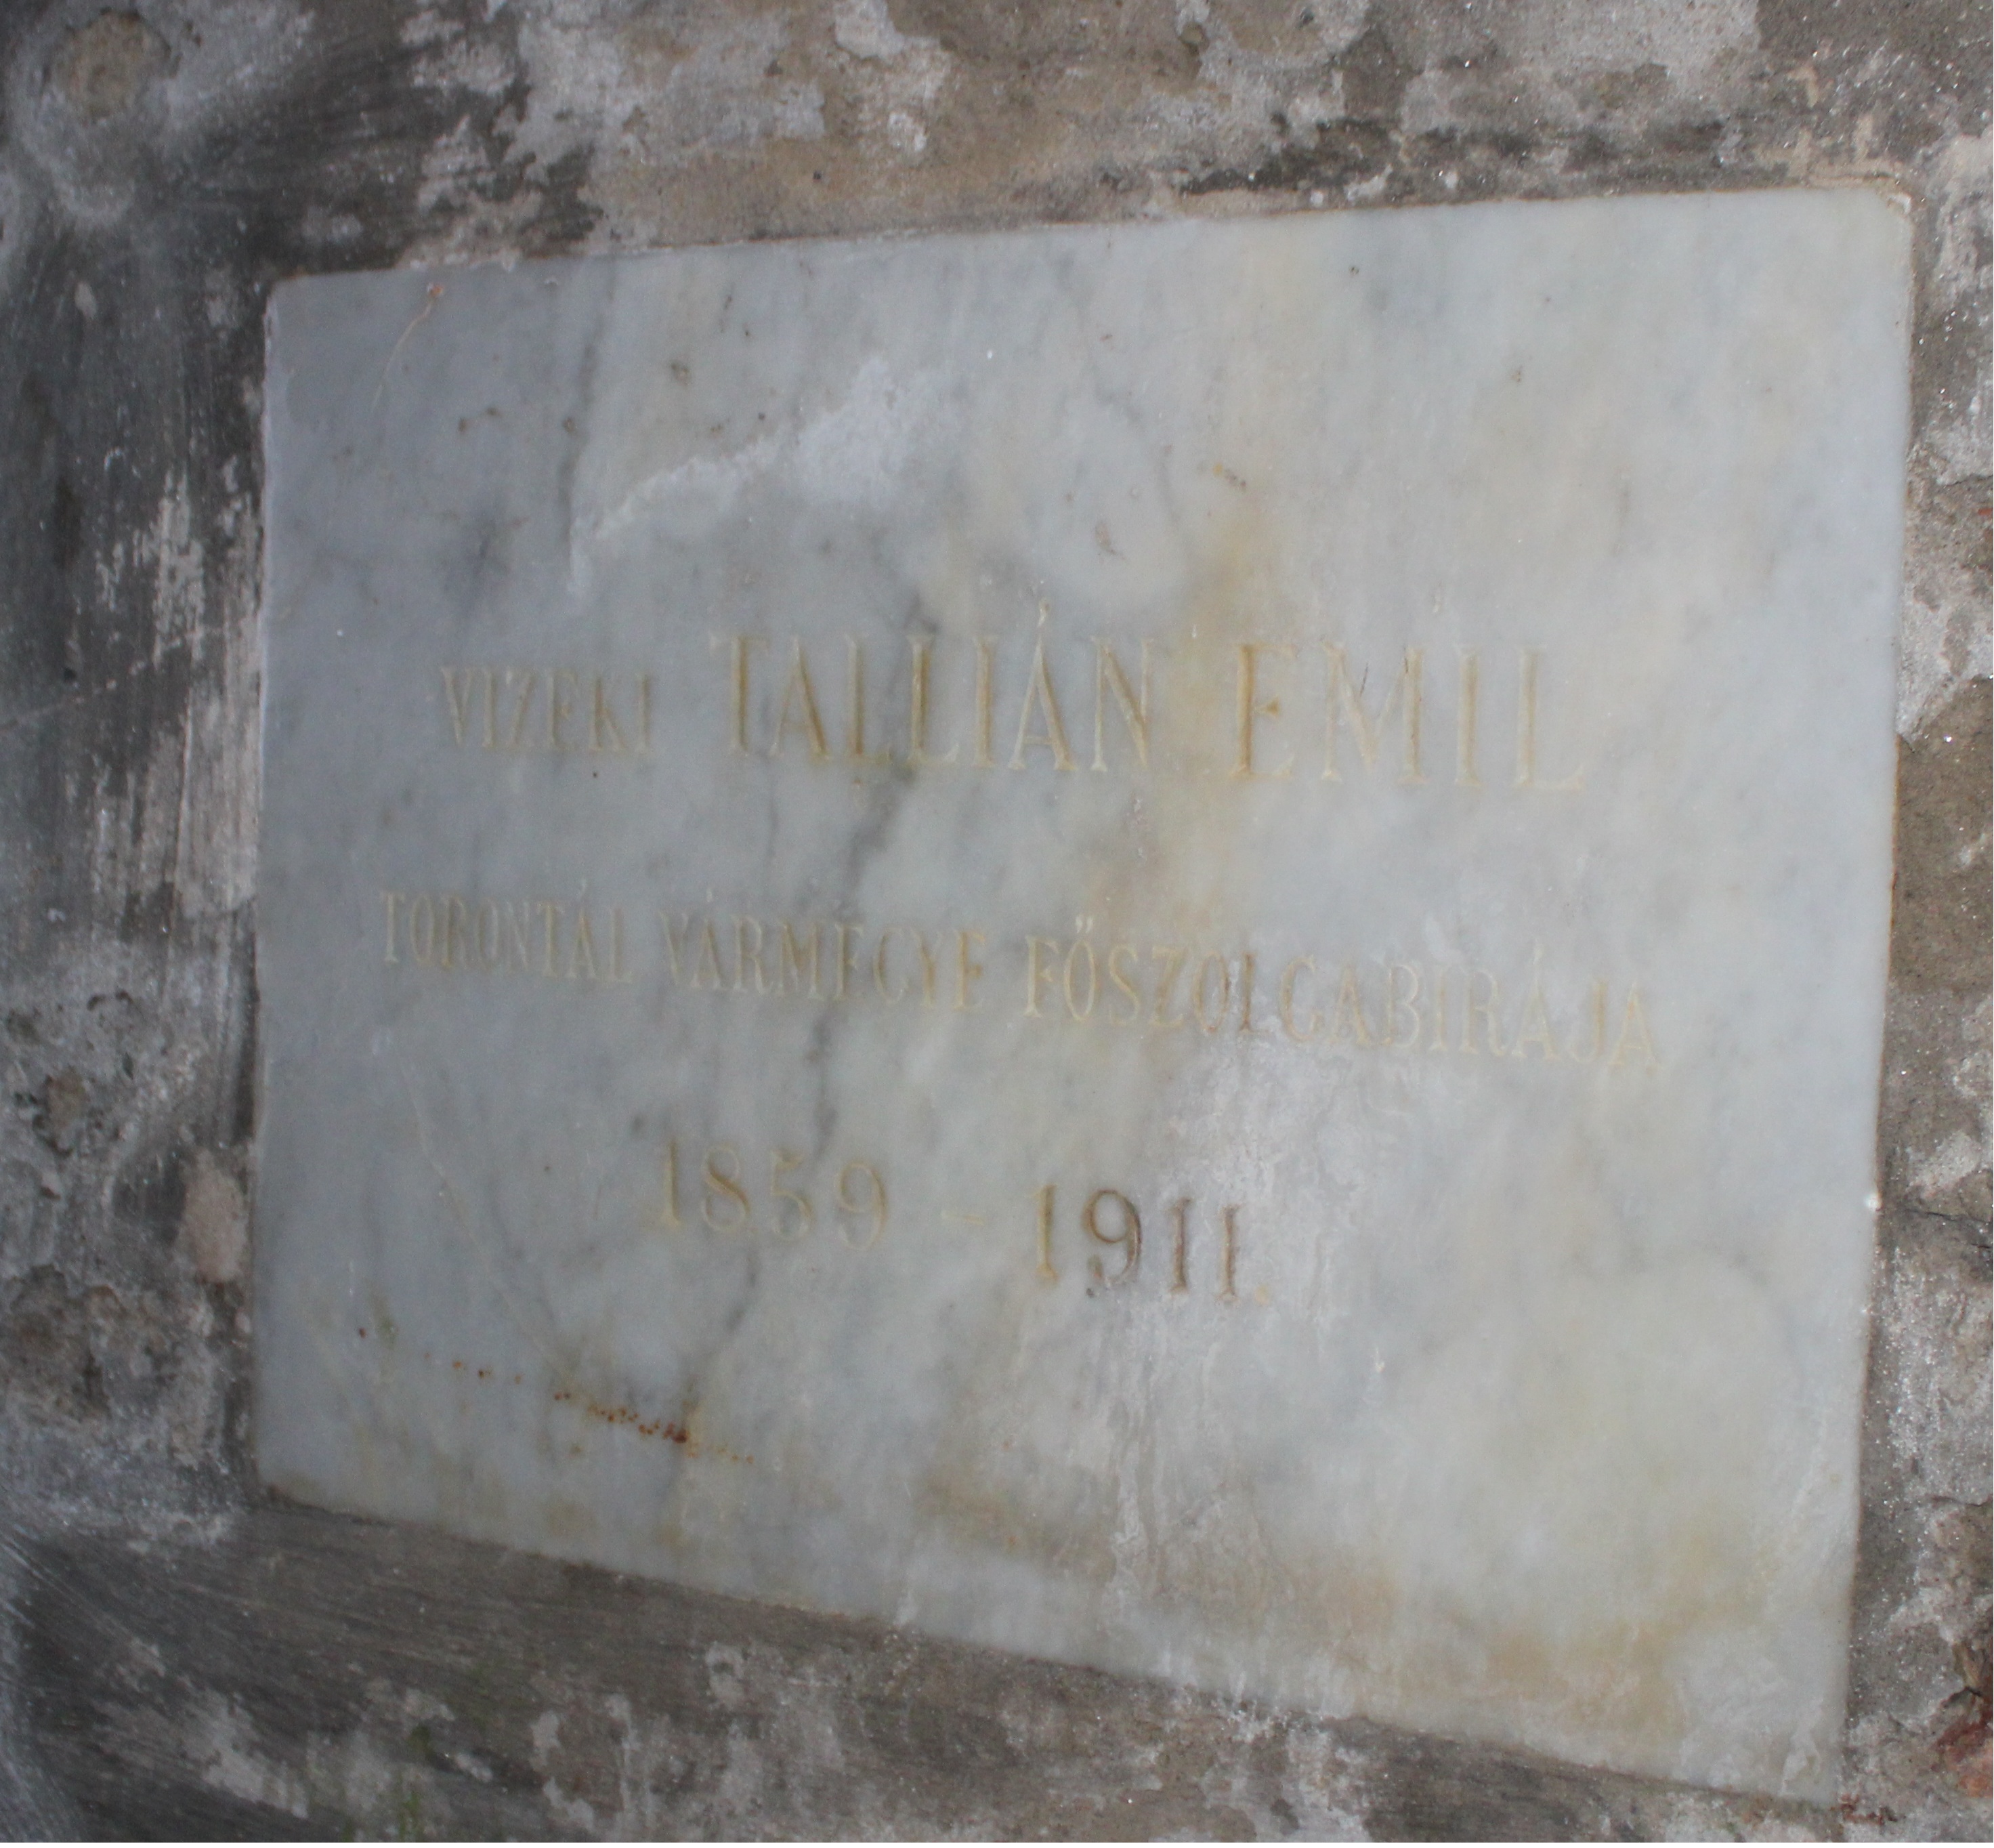 VIZEKI TALLIÁN EMIL
TORONTÁL VÁRMEGYE FŐSZOLGABIRÁJA
1859 - 1911.